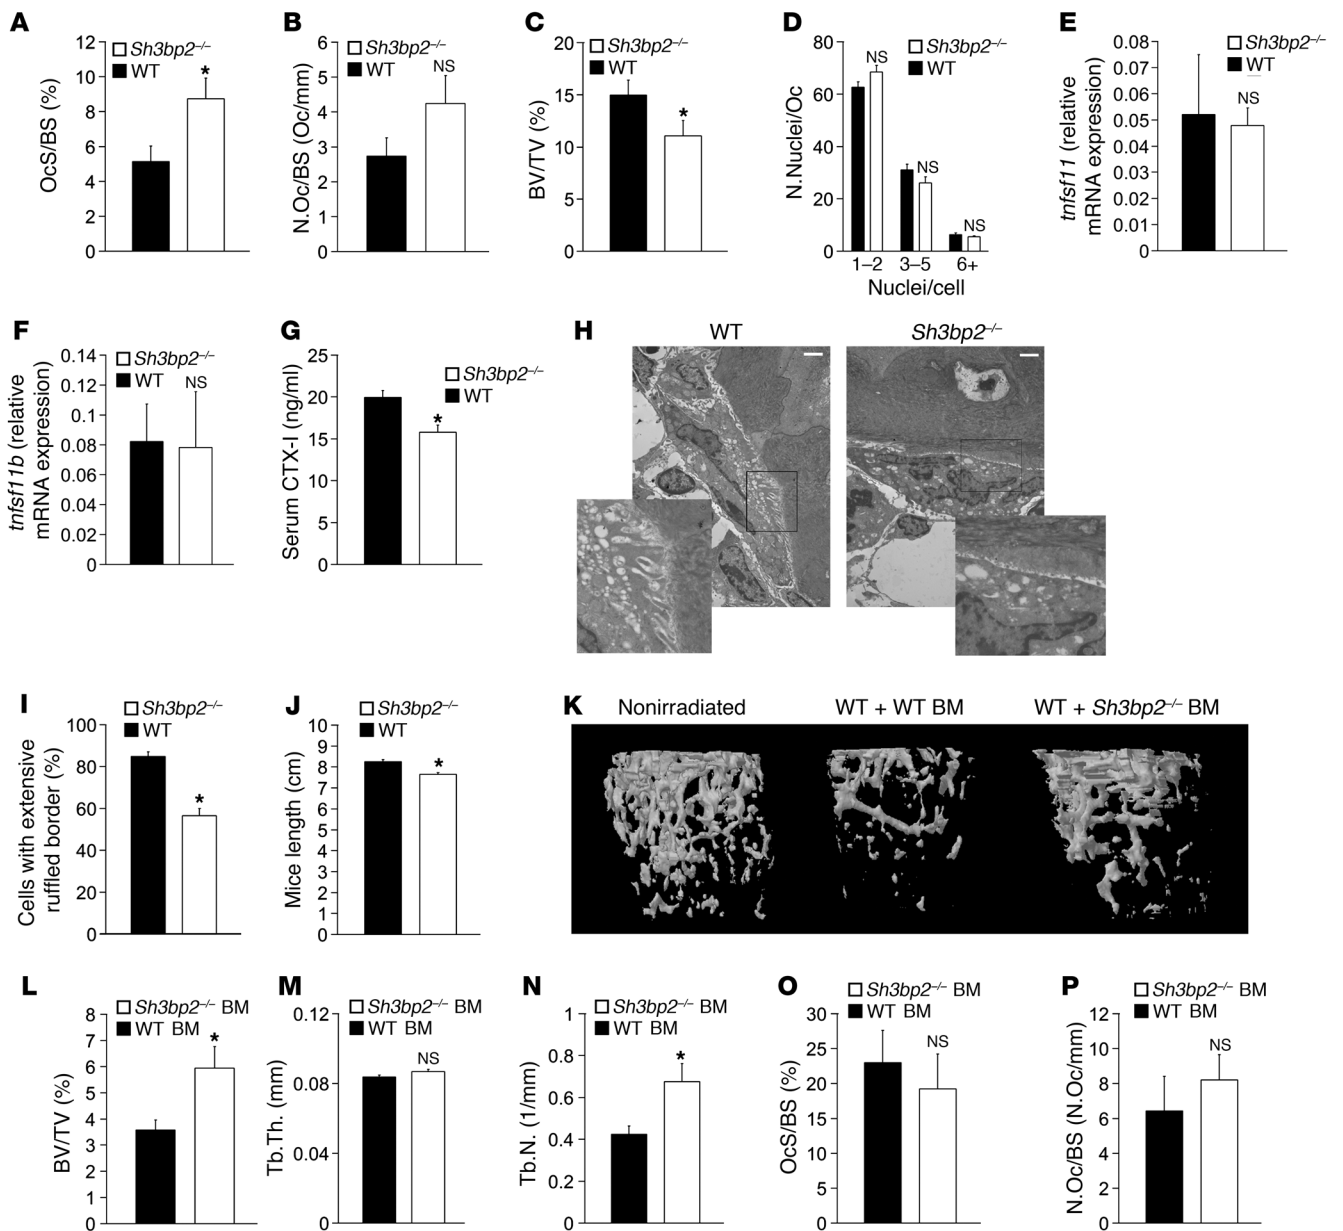 A
OcS/BS (%)
12
10
8
6
4
2
0
Sh3bp2–/–
WT
*
B
N.Oc/BS (Oc/mm)
6
5
4
3
2
1
0
Sh3bp2–/–
WT
NS
C
BV/TV (%)
20
15
10
5
0
Sh3bp2–/–
WT
*
D
N.Nuclei/Oc
80
60
40
20
0
Sh3bp2–/–
WT
NS
NS
NS
1–2 3–5 6+
Nuclei/cell
E
tnfsf11 (relative
mRNA expression)
0.08
0.07
0.06
0.05
0.04
0.03
0.02
0.01
0
Sh3bp2–/–
WT
NS
F
tnfsf11b (relative
mRNA expression)
0.14
0.12
0.1
0.08
0.06
0.04
0.02
0
Sh3bp2–/–
WT
NS
G
Serum CTX-I (ng/ml)
25
20
15
10
5
0
Sh3bp2–/–
WT
*
H
WT
Sh3bp2–/–
I
Cells with extensive
ruffled border (%)
100
80
60
40
20
0
Sh3bp2–/–
WT
*
J
Mice length (cm)
10
9
8
7
6
5
4
3
2
1
0
Sh3bp2–/–
WT
*
K
Nonirradiated
WT + WT BM
WT + Sh3bp2–/– BM
L
BV/TV (%)
8
7
6
5
4
3
2
1
0
Sh3bp2–/– BM
WT BM
*
M
Tb.Th. (mm)
0.12
0.08
0.04
0
Sh3bp2–/– BM
WT BM
NS
N
Tb.N. (1/mm)
1
0.8
0.6
0.4
0.2
0
Sh3bp2–/– BM
WT BM
*
O
OcS/BS (%)
30
25
20
15
10
5
0
Sh3bp2–/– BM
WT BM
NS
P
N.Oc/BS (N.Oc/mm)
12
10
8
6
4
2
0
Sh3bp2–/– BM
WT BM
NS